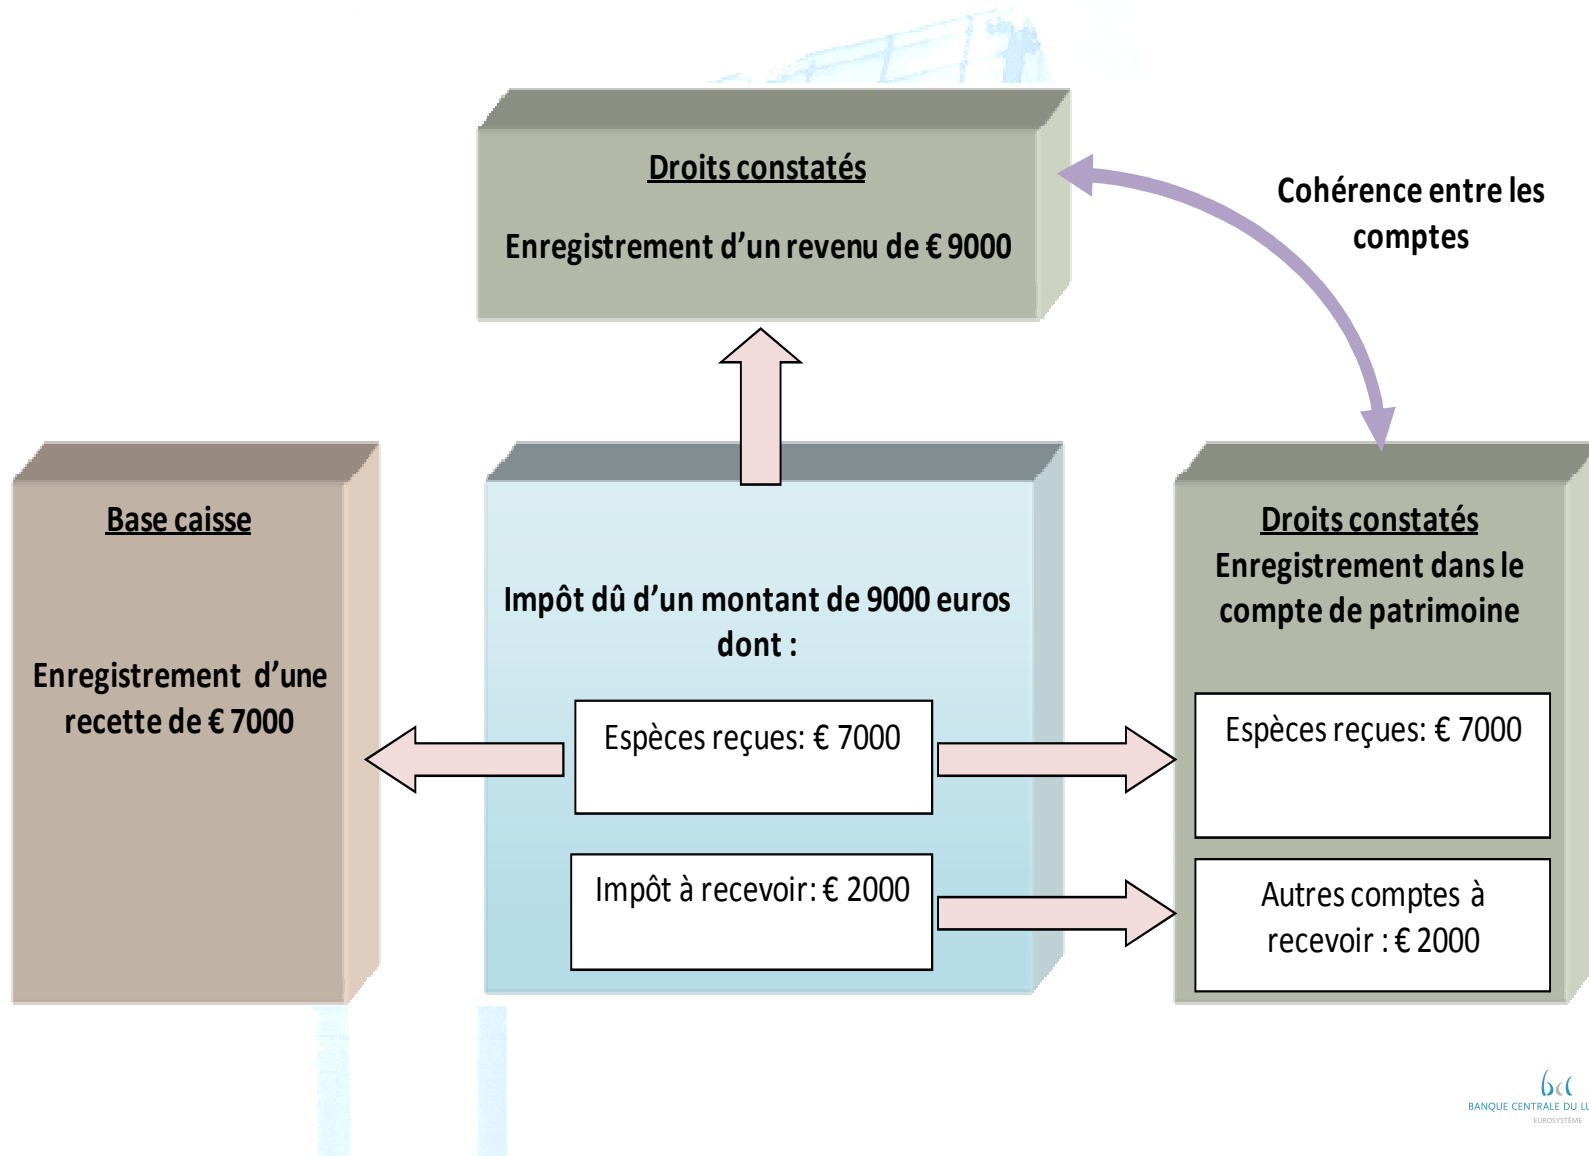 Droits constatés
Enregistrement d’un revenu de € 9000
Cohérence entre les
comptes
Base caisse
Enregistrement d’une
recette de € 7000
Impôt dû d’un montant de 9000 euros
dont :
Espèces reçues: € 7000
Impôt à recevoir: € 2000
Droits constatés
Enregistrement dans le
compte de patrimoine
Espèces reçues: € 7000
Autres comptes à
recevoir : € 2000
bcl
BANQUE CENTRALE DU LU
EUROSYSTÈME